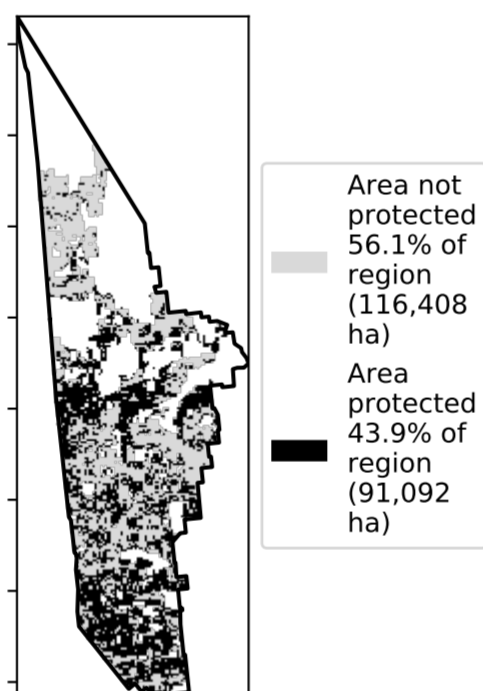 Area not
protected
56.1% of
region
(116,408
ha)
Area
protected
43.9% of
region
(91,092
ha)